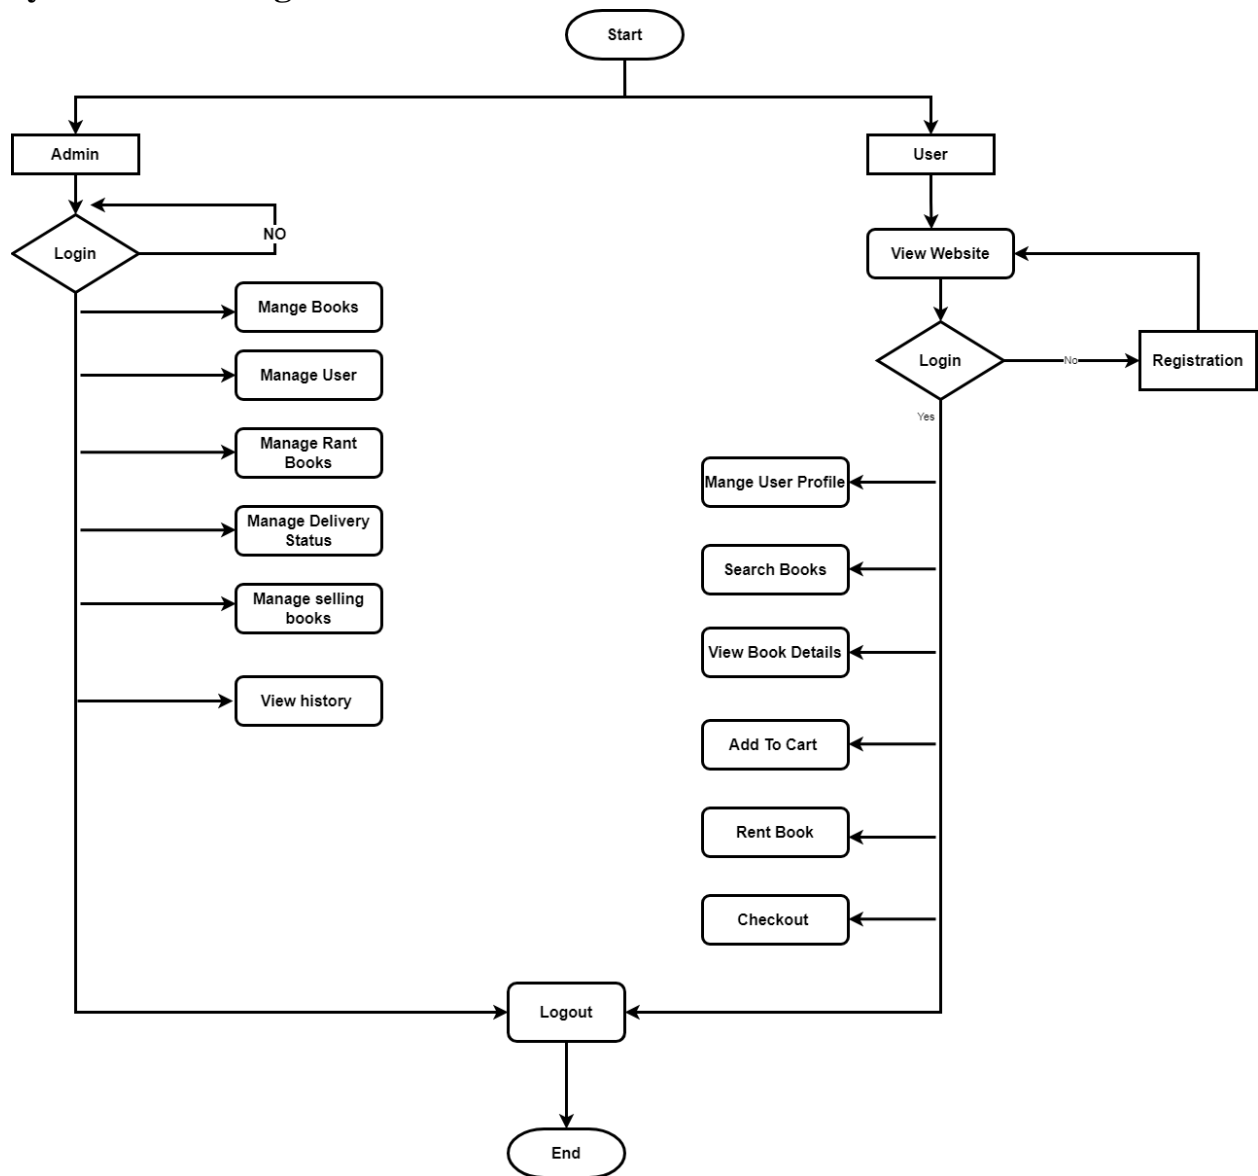 Start
Admin
User
Login
NO
View Website
Login
No
Registration
Yes
Mange Books
Manage User
Manage Rant
Books
Manage Delivery
Status
Manage selling
books
View history
Mange User Profile
Search Books
View Book Details
Add To Cart
Rent Book
Checkout
Logout
End